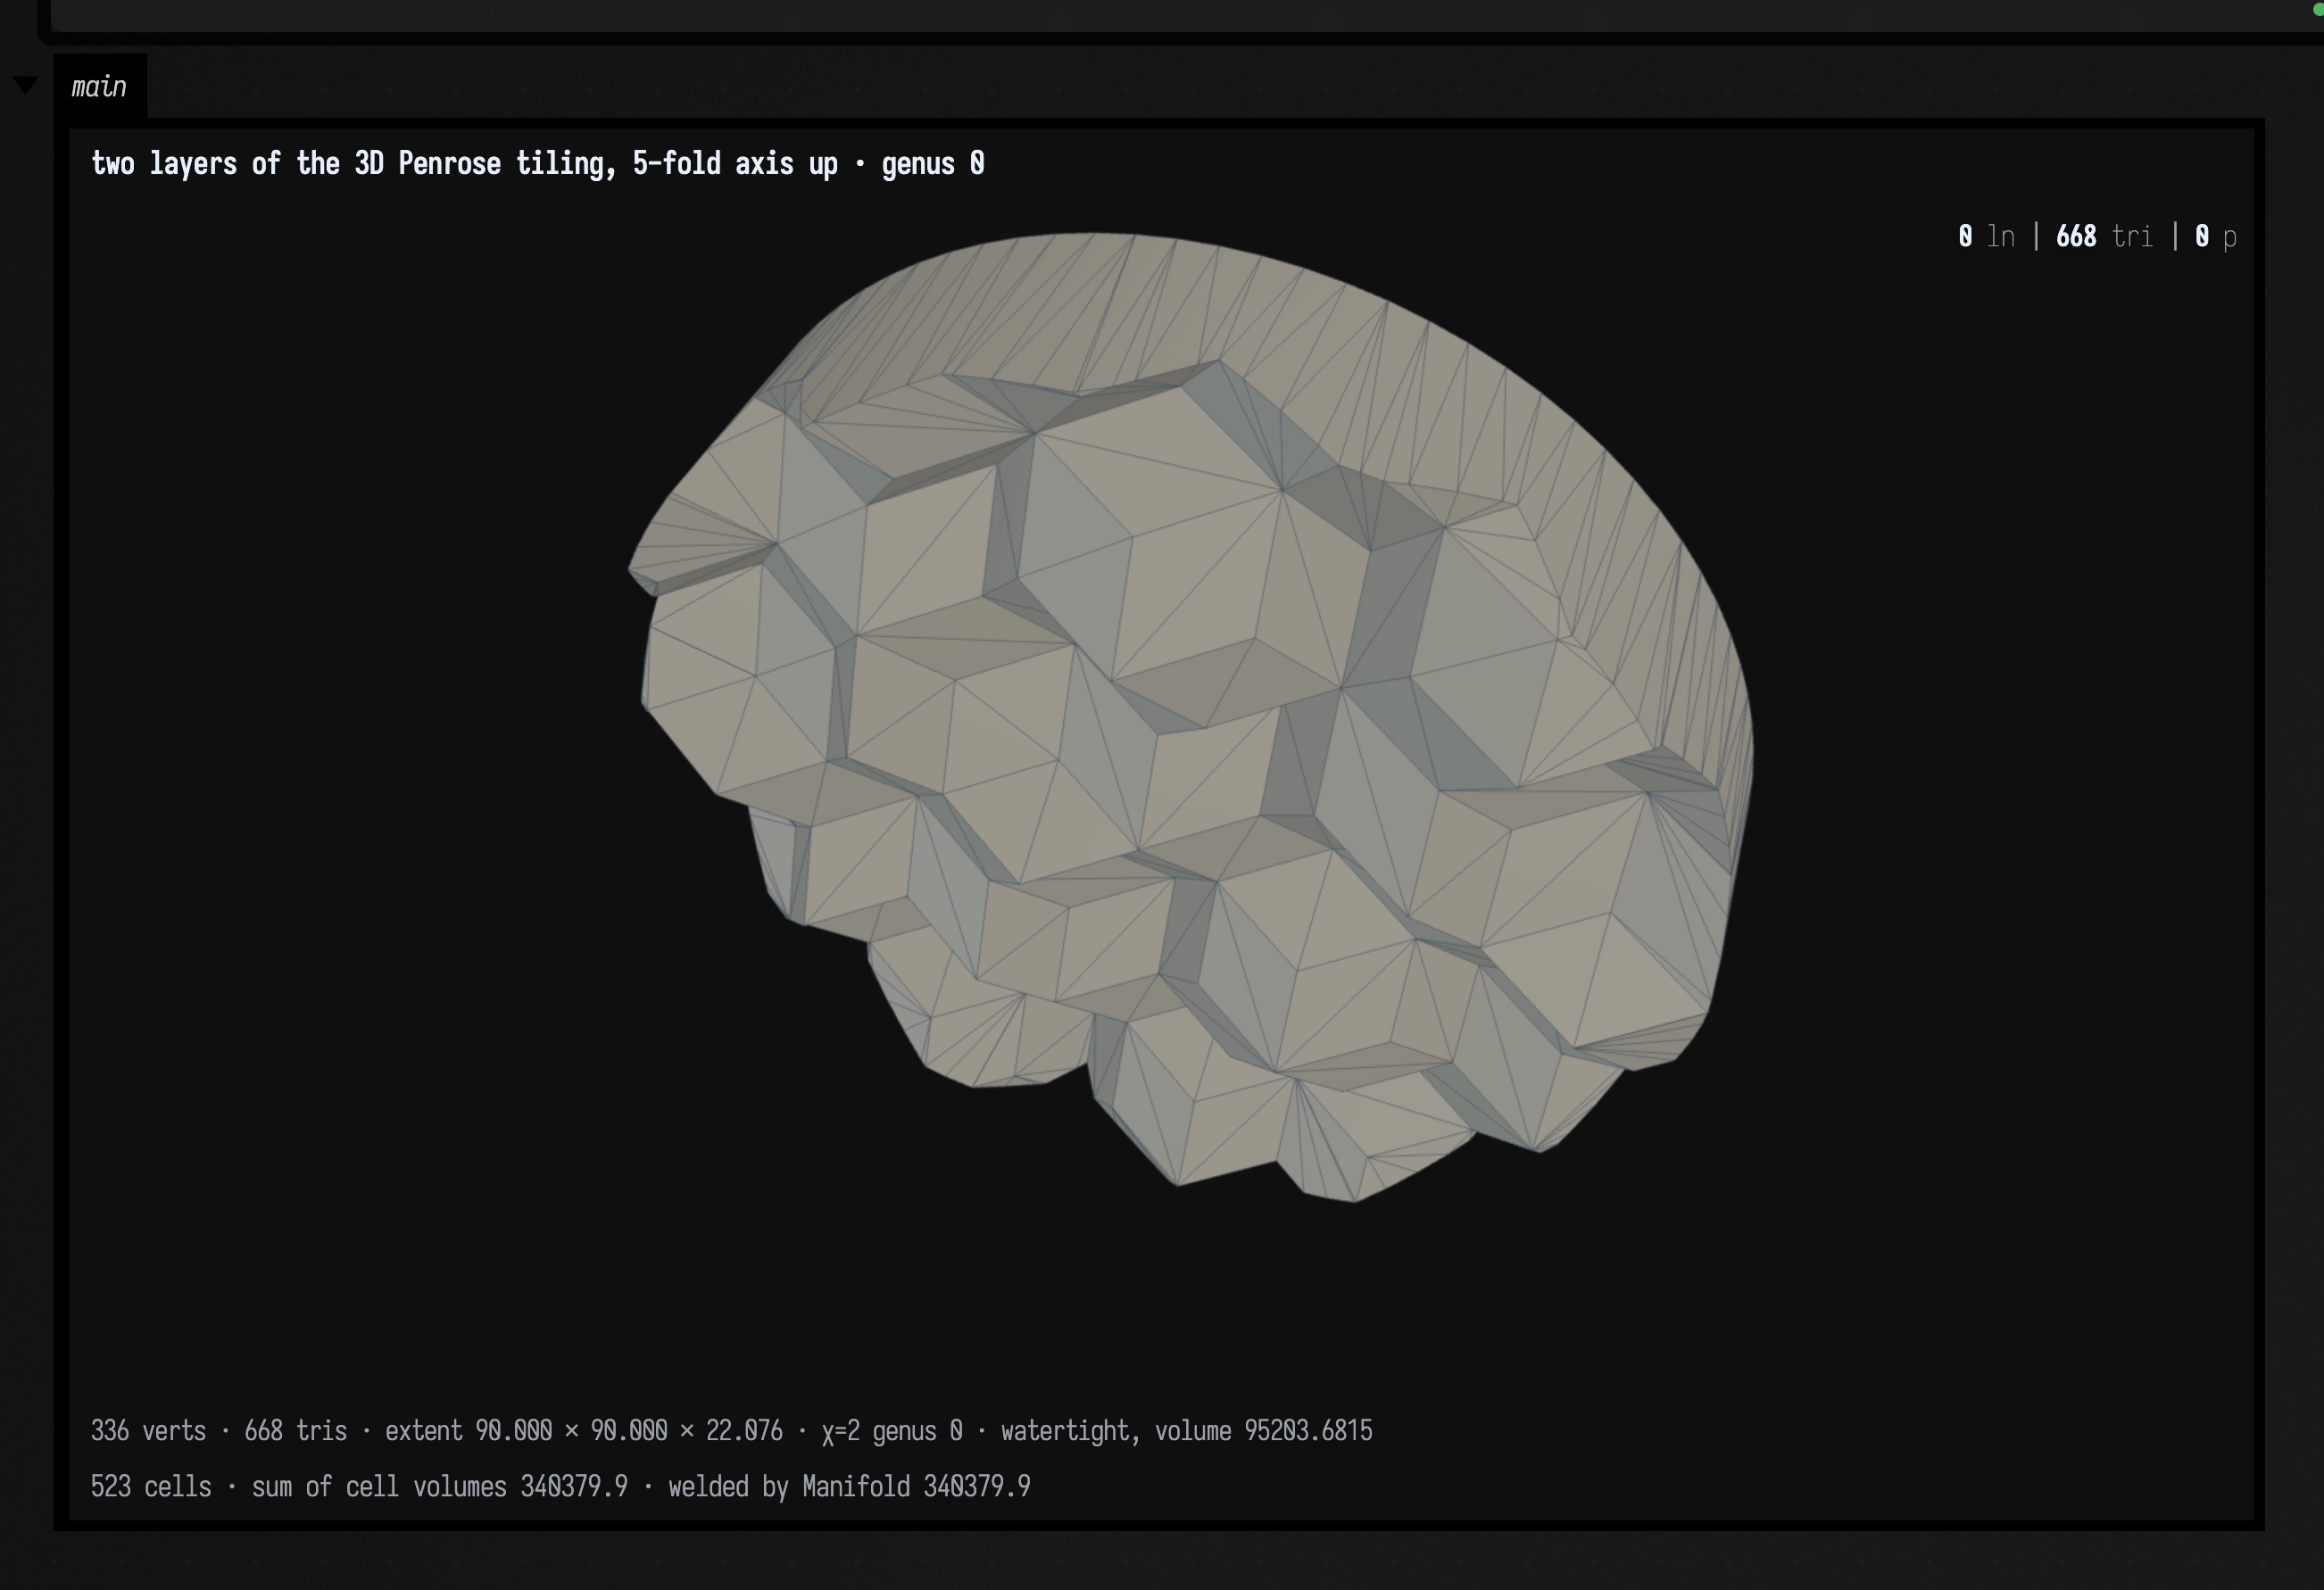 main
two layers of the 3D Penrose tiling, 5-fold axis up · genus 0
0 ln | 668 tri | 0 p
336 verts · 668 tris · extent 90.000 × 90.000 × 22.076 · χ=2 genus 0 · watertight, volume 95203.6815
523 cells · sum of cell volumes 340379.9 · welded by Manifold 340379.9